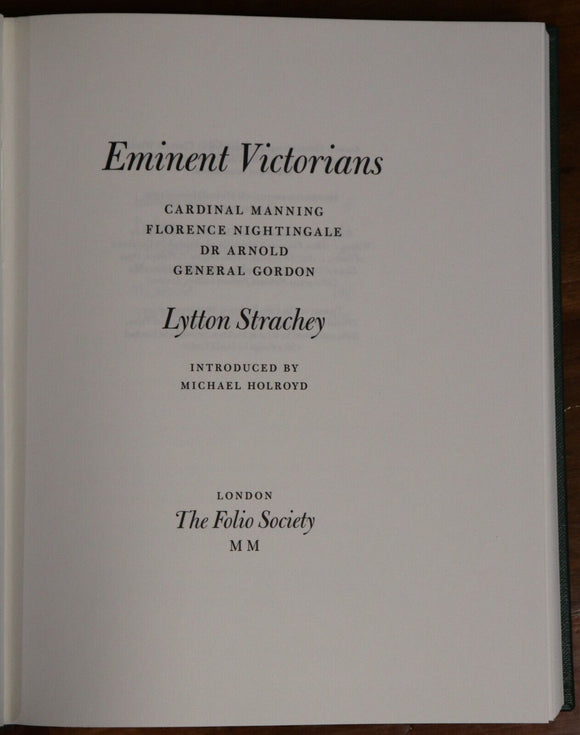 Eminent Victorians
CARDINAL MANNING
FLORENCE NIGHTINGALE
DR ARNOLD
GENERAL GORDON
Lytton Strachey
INTRODUCED BY
MICHAEL HOLROYD
LONDON
The Folio Society
MM